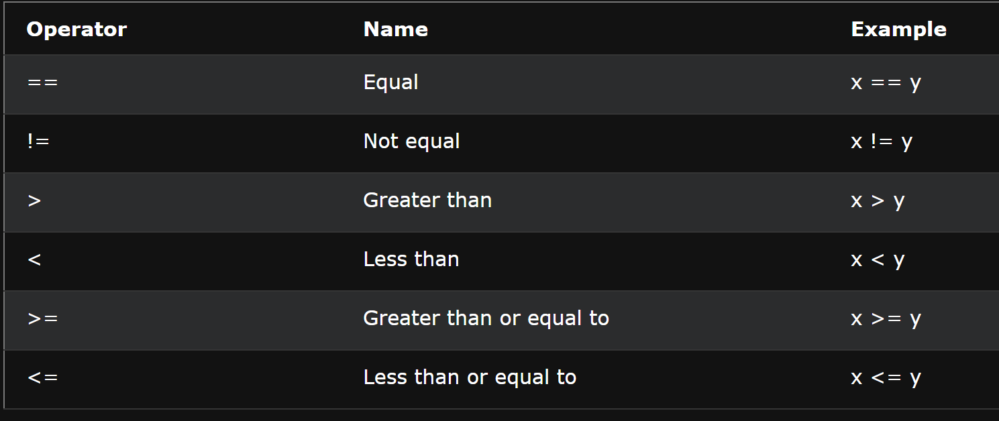 Operator Name Example
== Equal x == y
!= Not equal x != y
> Greater than x > y
< Less than x < y
>= Greater than or equal to x >= y
<= Less than or equal to x <= y